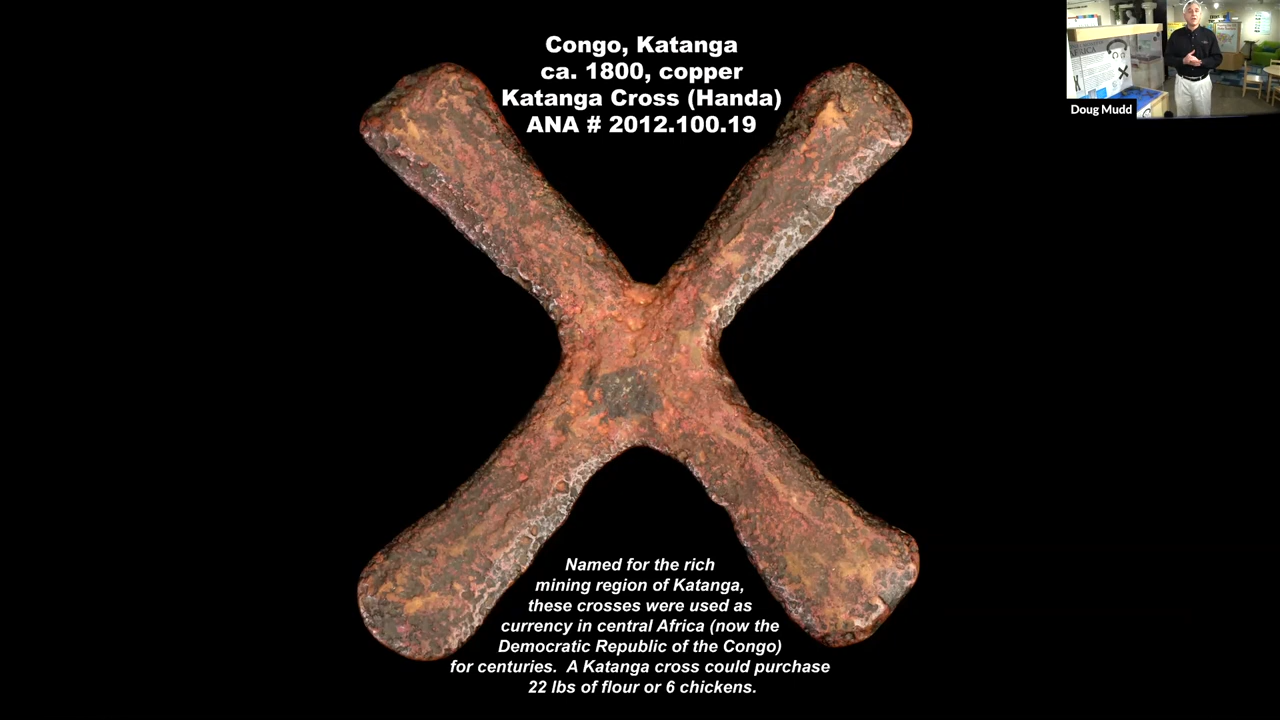 Congo, Katanga
ca. 1800, copper
Katanga Cross (Handa)
ANA # 2012.100.19
Named for the rich
mining region of Katanga,
these crosses were used as
currency in central Africa (now the
Democratic Republic of the Congo)
for centuries. A Katanga cross could purchase
22 lbs of flour or 6 chickens.
Doug Mudd